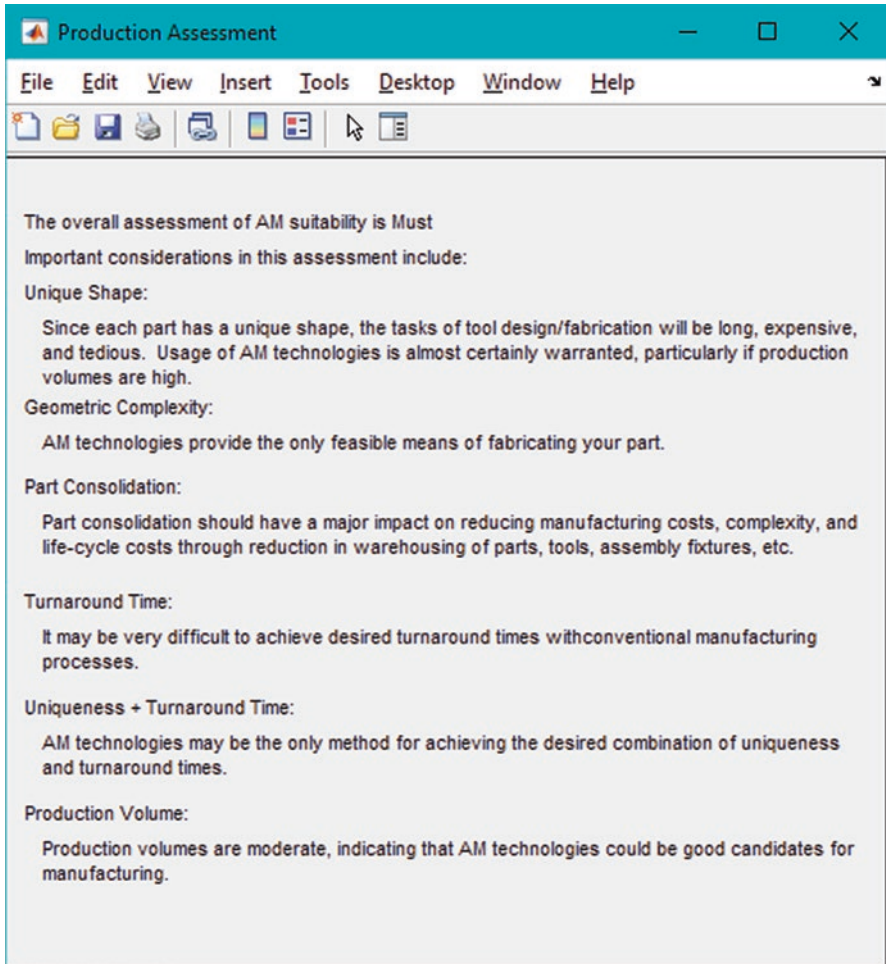 Production Assessment
File Edit View Insert Tools Desktop Window Help
The overall assessment of AM suitability is Must
Important considerations in this assessment include:
Unique Shape:
Since each part has a unique shape, the tasks of tool design/fabrication will be long, expensive,
and tedious. Usage of AM technologies is almost certainly warranted, particularly if production
volumes are high.
Geometric Complexity:
AM technologies provide the only feasible means of fabricating your part.
Part Consolidation:
Part consolidation should have a major impact on reducing manufacturing costs, complexity, and
life-cycle costs through reduction in warehousing of parts, tools, assembly fixtures, etc.
Turnaround Time:
It may be very difficult to achieve desired turnaround times withconventional manufacturing
processes.
Uniqueness + Turnaround Time:
AM technologies may be the only method for achieving the desired combination of uniqueness
and turnaround times.
Production Volume:
Production volumes are moderate, indicating that AM technologies could be good candidates for
manufacturing.